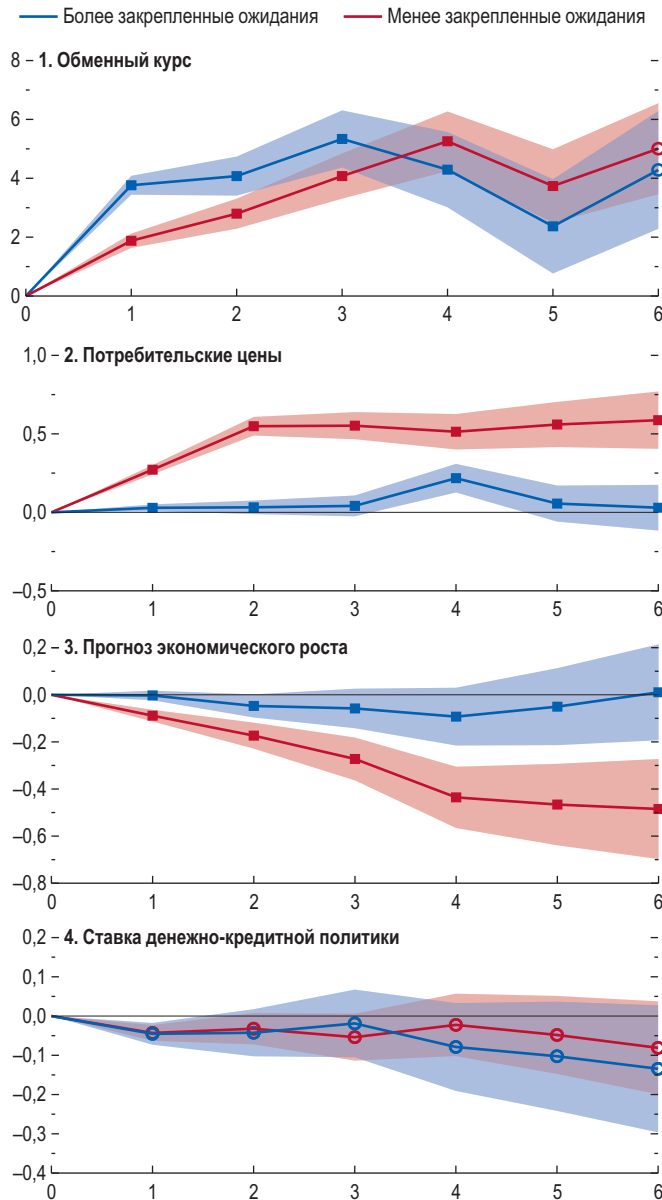 Более закрепленные ожидания Менее закрепленные ожидания
8 1. Обменный курс
6
4
2
0
0 1 2 3 4 5 6
1,0 2. Потребительские цены
0,5
0,0
–0,5
0 1 2 3 4 5 6
0,2 3. Прогноз экономического роста
0,0
–0,2
–0,4
–0,6
–0,8
0 1 2 3 4 5 6
0,2 4. Ставка денежно-кредитной политики
0,1
0,0
–0,1
–0,2
–0,3
–0,4
0 1 2 3 4 5 6